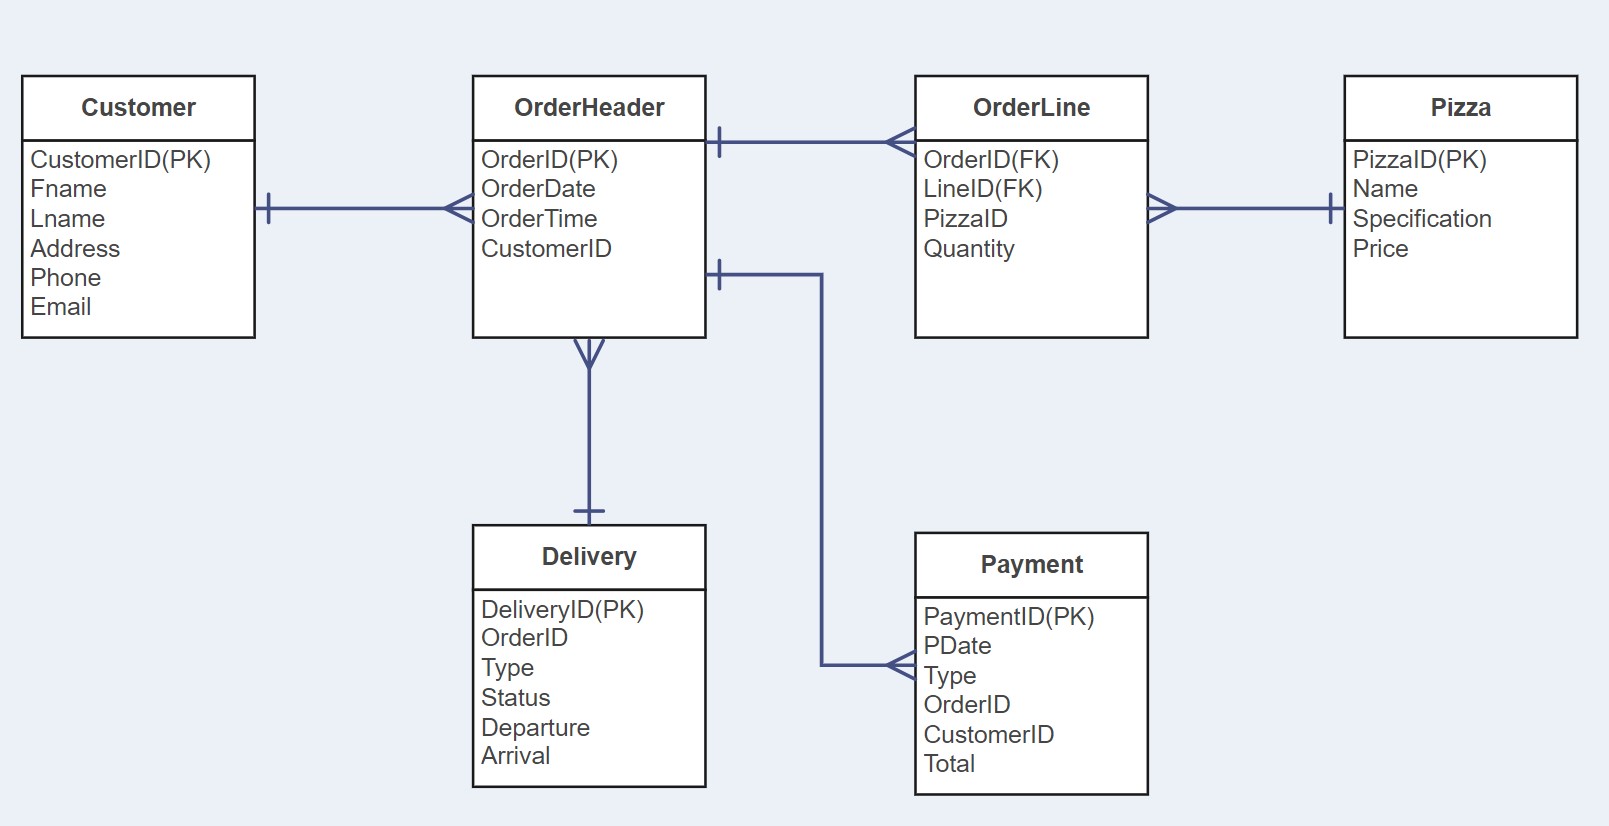 Customer
CustomerID(PK)
Fname
Lname
Address
Phone
Email
OrderHeader
OrderID(PK)
OrderDate
OrderTime
CustomerID
OrderLine
OrderID(FK)
LineID(FK)
PizzaID
Quantity
Pizza
PizzaID(PK)
Name
Specification
Price
Delivery
DeliveryID(PK)
OrderID
Type
Status
Departure
Arrival
Payment
PaymentID(PK)
PDate
Type
OrderID
CustomerID
Total